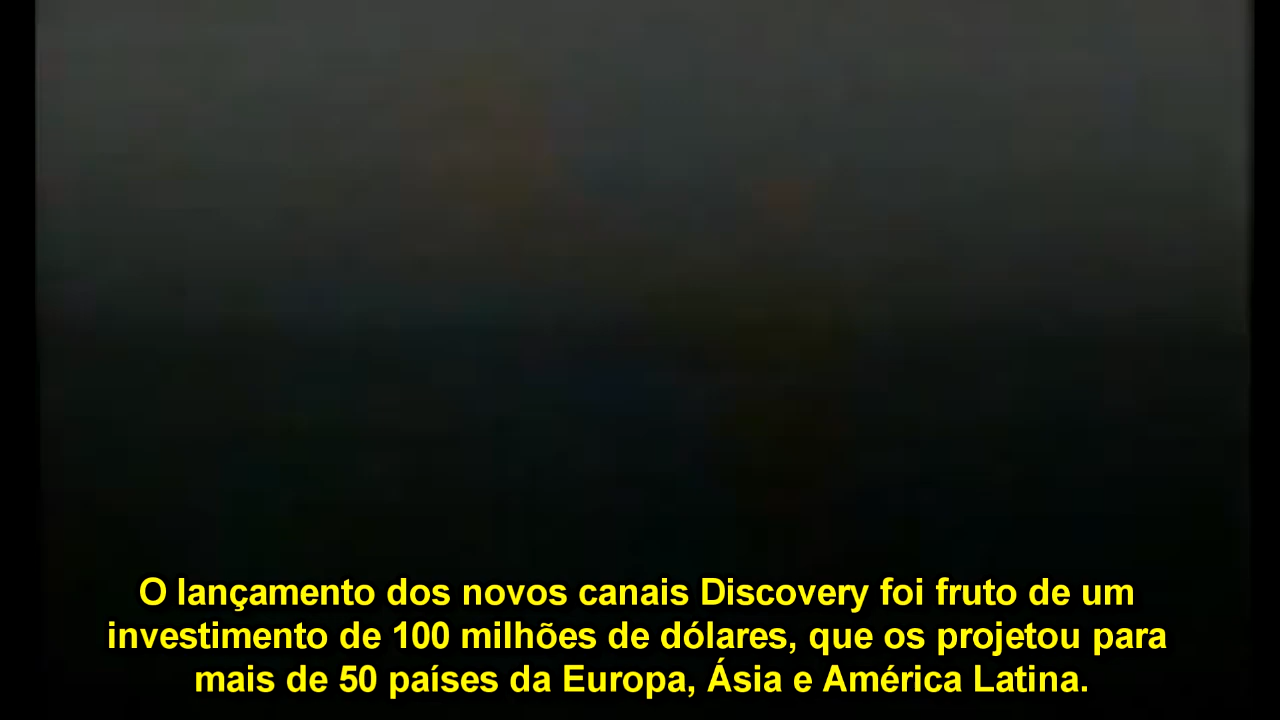 O lançamento dos novos canais Discovery foi fruto de um
investimento de 100 milhões de dólares, que os projetou para
mais de 50 países da Europa, Ásia e América Latina.